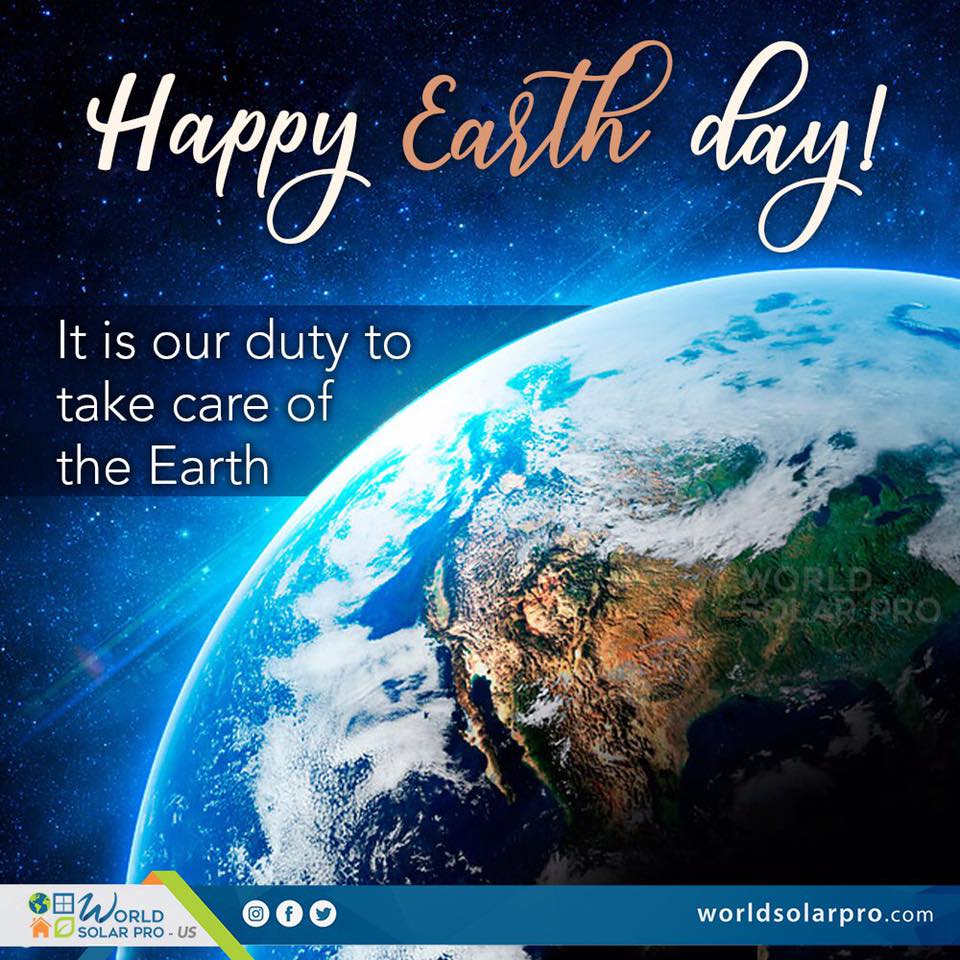 Happy Earth day!
It is our duty to
take care of
the Earth
WORLD
SOLAR PRO
WORLD
SOLAR PRO - US
worldsolarpro.com